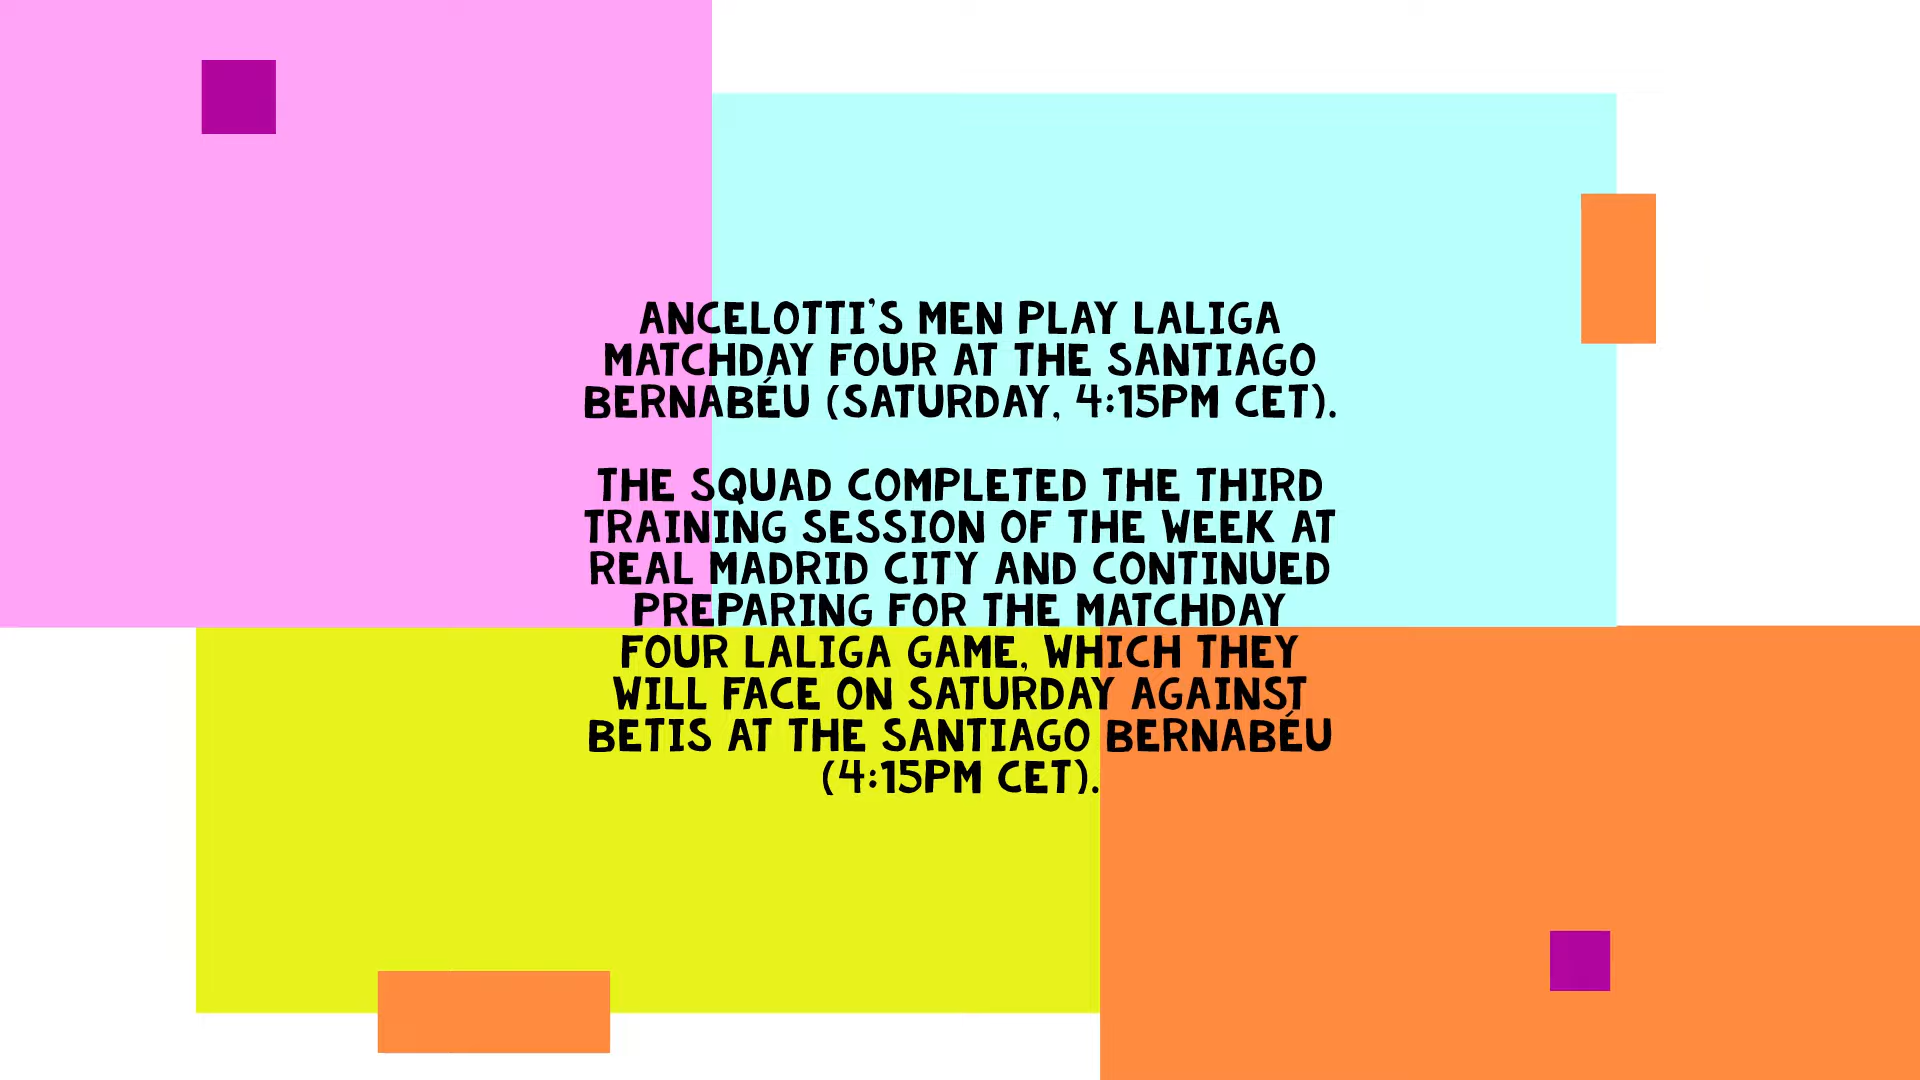 ANCELOTTI'S MEN PLAY LALIGA
MATCHDAY FOUR AT THE SANTIAGO
BERNABÉU (SATURDAY, 4:15PM CET).
THE SQUAD COMPLETED THE THIRD
TRAINING SESSION OF THE WEEK AT
REAL MADRID CITY AND CONTINUED
PREPARING FOR THE MATCHDAY
FOUR LALIGA GAME, WHICH THEY
WILL FACE ON SATURDAY AGAINST
BETIS AT THE SANTIAGO BERNABÉU
(4:15PM CET).